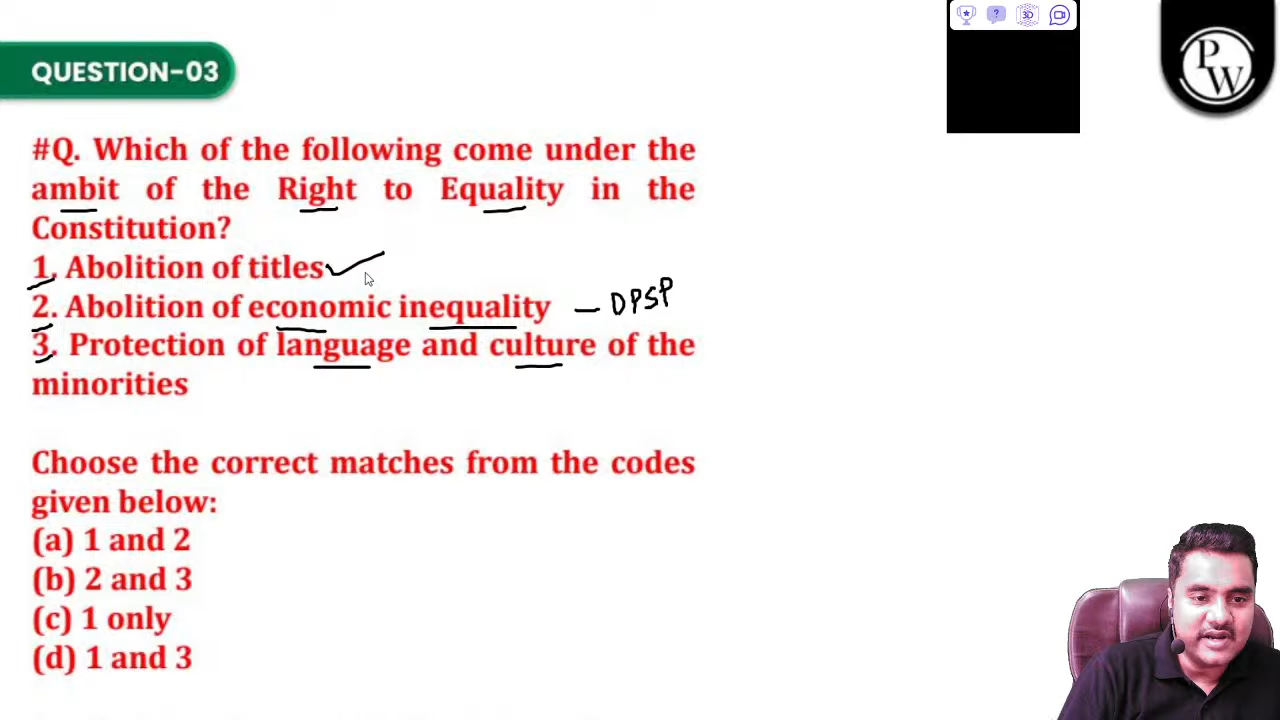 QUESTION-03
PW
#Q. Which of the following come under the
ambit of the Right to Equality in the
Constitution?
1. Abolition of titles
2. Abolition of economic inequality – DPSP
3. Protection of language and culture of the
minorities
Choose the correct matches from the codes
given below:
(a) 1 and 2
(b) 2 and 3
(c) 1 only
(d) 1 and 3